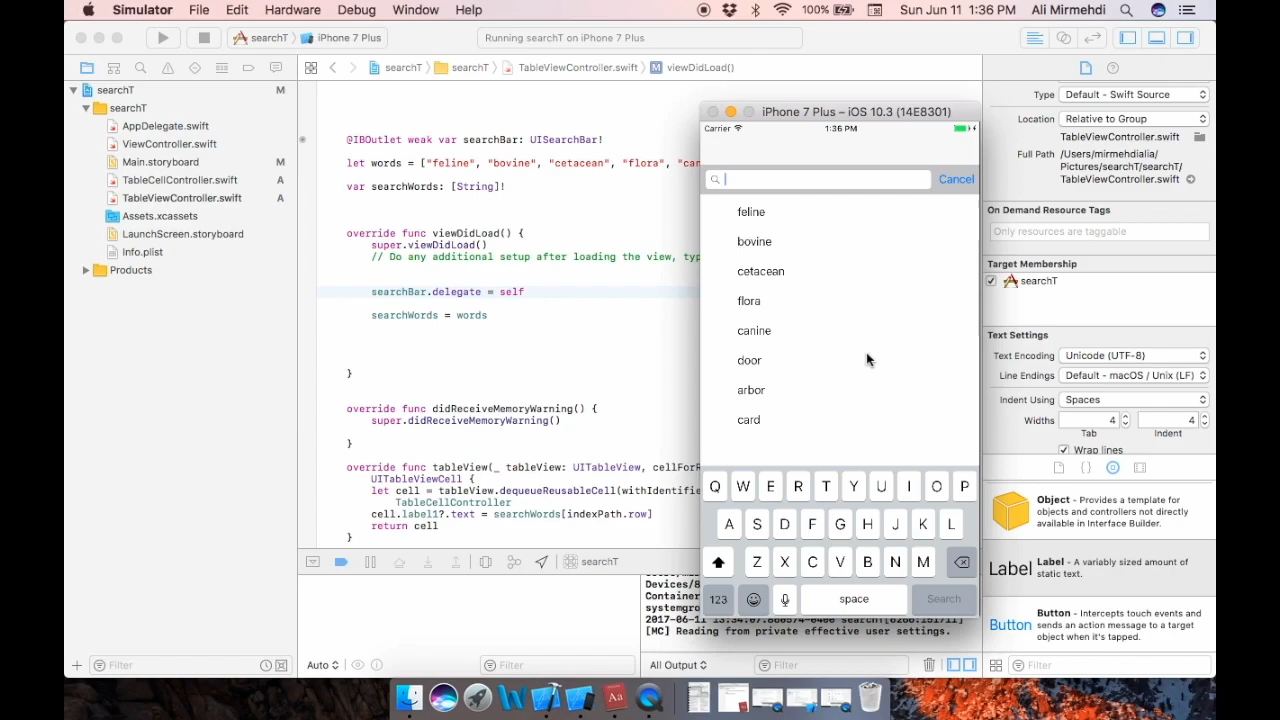 Simulator File Edit Hardware Debug Window Help 100% Sun Jun 11 1:36 PM Ali Mirmehdi
searchT iPhone 7 Plus Running searchT on iPhone 7 Plus
searchT searchT TableViewController.swift M viewDidLoad()
searchT M
searchT
AppDelegate.swift
ViewController.swift
Main.storyboard M
TableCellController.swift A
TableViewController.swift A
Assets.xcassets
LaunchScreen.storyboard
Info.plist
Products
Filter
@IBOutlet weak var searchBar: UISearchBar!
let words = ["feline", "bovine", "cetacean", "flora", "can
var searchWords: [String]!
override func viewDidLoad() {
super.viewDidLoad()
// Do any additional setup after loading the view, typ
searchBar.delegate = self
searchWords = words
}
override func didReceiveMemoryWarning() {
super.didReceiveMemoryWarning()
}
override func tableView(_ tableView: UITableView, cellForR
UITableViewCell {
let cell = tableView.dequeueReusableCell(withIdentifie
TableCellController
cell.label1?.text = searchWords[indexPath.row]
return cell
}
searchT
Auto Filter
Devices/8
Container
systemgro
[MC] Reading from private effective user settings.
All Output Filter
iPhone 7 Plus – iOS 10.3 (14E8301)
Carrier 1:36 PM
Cancel
feline
bovine
cetacean
flora
canine
door
arbor
card
Q W E R T Y U I O P
A S D F G H J K L
Z X C V B N M
123 space Search
Type Default - Swift Source
Location Relative to Group
TableViewController.swift
Full Path /Users/mirmehdialia/
Pictures/searchT/searchT/
TableViewController.swift
On Demand Resource Tags
Only resources are taggable
Target Membership
searchT
Text Settings
Text Encoding Unicode (UTF-8)
Line Endings Default - macOS / Unix (LF)
Indent Using Spaces
Widths 4 4
Tab Indent
Wrap lines
{ }
Object - Provides a template for
objects and controllers not directly
available in Interface Builder.
Label Label - A variably sized amount of
static text.
Button Button - Intercepts touch events and
sends an action message to a target
object when it's tapped.
Filter
Aa